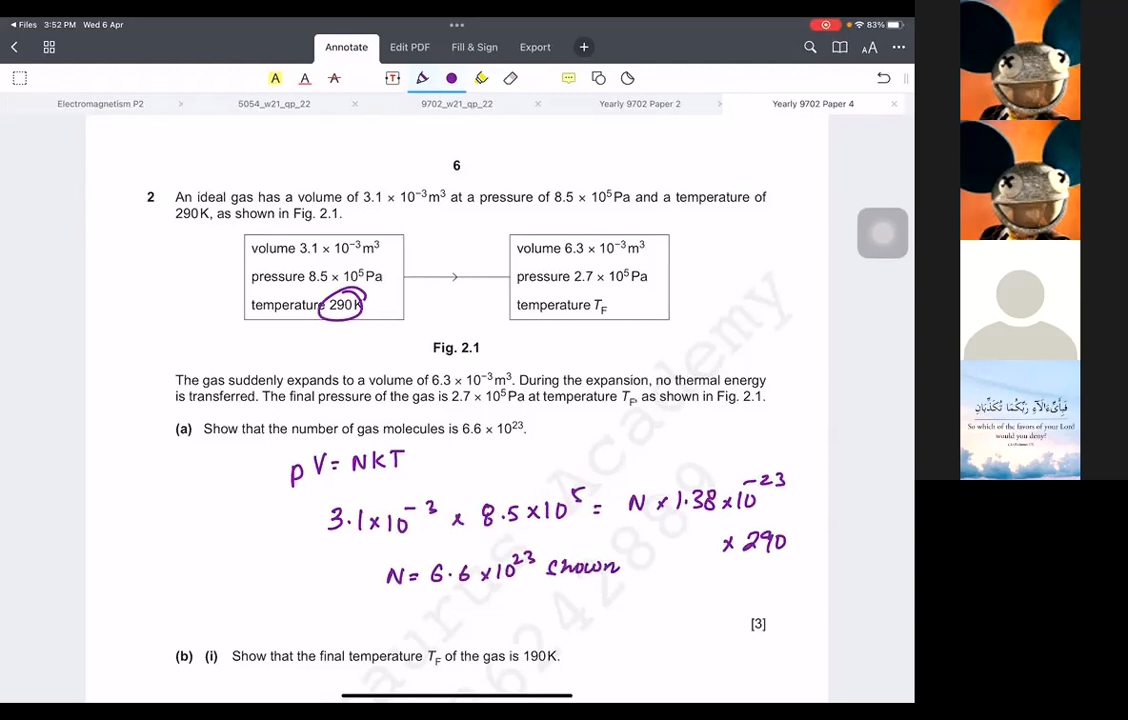 Files 3:52 PM Wed 6 Apr
83%
Annotate Edit PDF Fill & Sign Export
A A A T AA
Electromagnetism P2 5054_w21_qp_22 9702_w21_qp_22 Yearly 9702 Paper 2 Yearly 9702 Paper 4
6
2 An ideal gas has a volume of 3.1 × 10⁻³ m³ at a pressure of 8.5 × 10⁵ Pa and a temperature of
290 K, as shown in Fig. 2.1.
volume 3.1 × 10⁻³ m³
pressure 8.5 × 10⁵ Pa
temperature 290 K
volume 6.3 × 10⁻³ m³
pressure 2.7 × 10⁵ Pa
temperature T_F
Fig. 2.1
The gas suddenly expands to a volume of 6.3 × 10⁻³ m³. During the expansion, no thermal energy
is transferred. The final pressure of the gas is 2.7 × 10⁵ Pa at temperature T_F, as shown in Fig. 2.1.
(a) Show that the number of gas molecules is 6.6 × 10²³.
pV = NKT
3.1 × 10⁻³ × 8.5 × 10⁵ = N × 1.38 × 10⁻²³
× 290
N = 6.6 × 10²³ shown
[3]
(b) (i) Show that the final temperature T_F of the gas is 190 K.
Academy
فَبِأَيِّ آلَاءِ رَبِّكُمَا تُكَذِّبَانِ
So which of the favors of your Lord
would you deny?